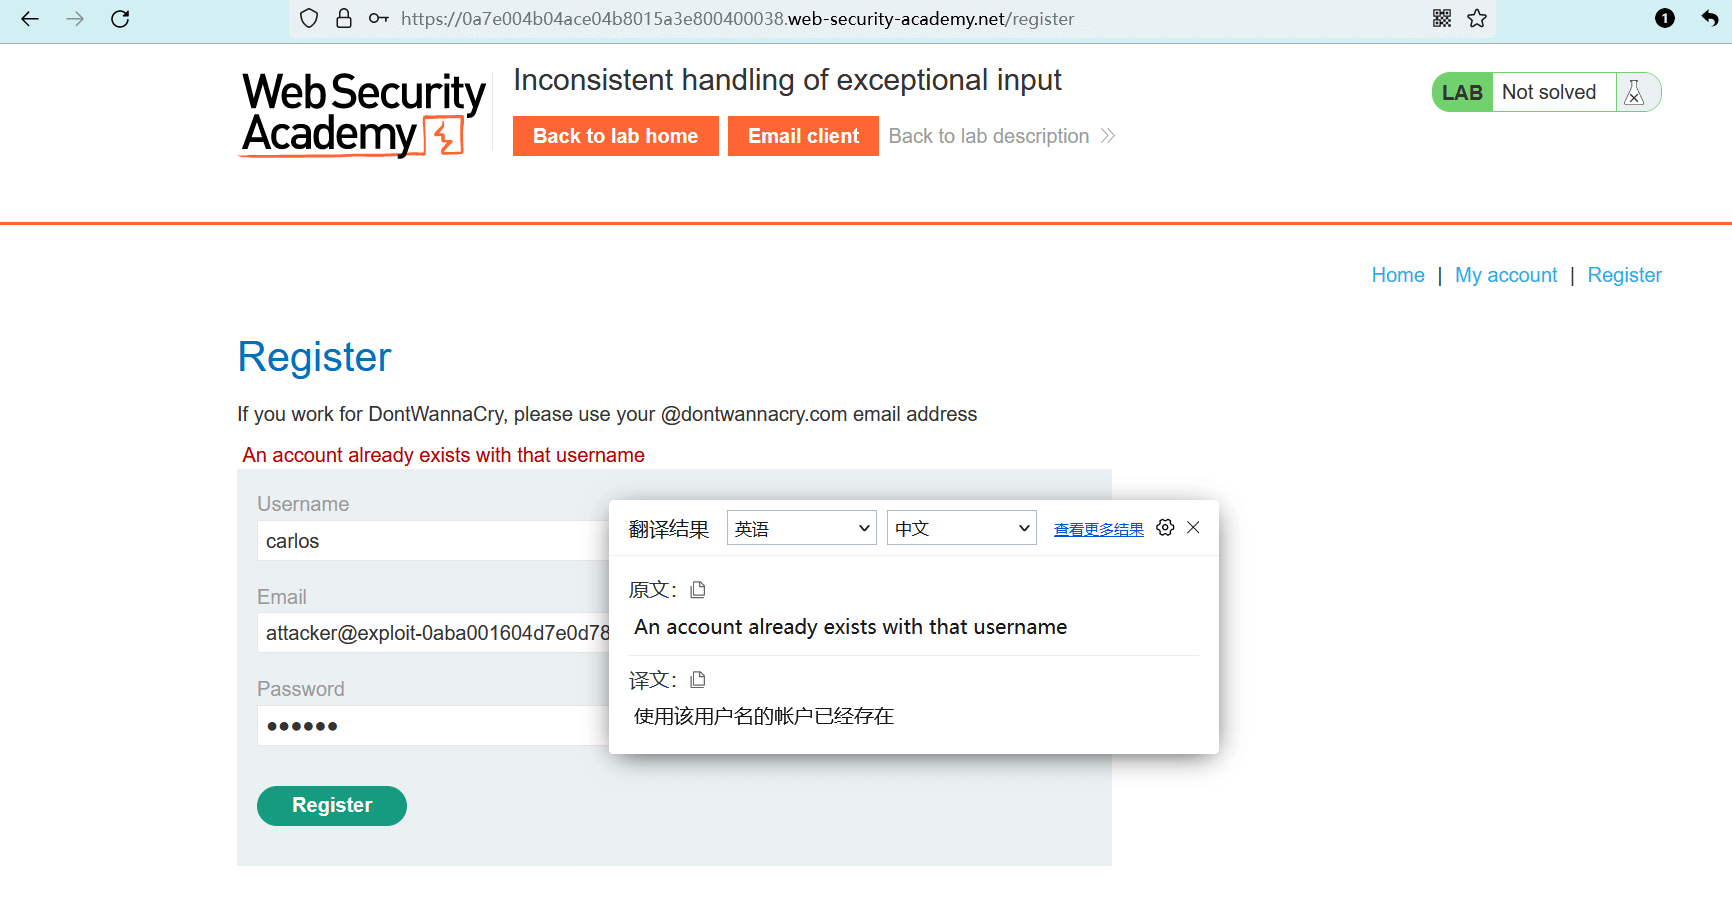 https://0a7e004b04ace04b8015a3e800400038.web-security-academy.net/register
1
Web Security
Academy
Inconsistent handling of exceptional input
Back to lab home
Email client
Back to lab description
LAB
Not solved
Home | My account | Register
Register
If you work for DontWannaCry, please use your @dontwannacry.com email address
An account already exists with that username
Username
carlos
Email
attacker@exploit-0aba001604d7e0d78
Password
Register
翻译结果
英语
中文
查看更多结果
原文：
An account already exists with that username
译文：
使用该用户名的帐户已经存在